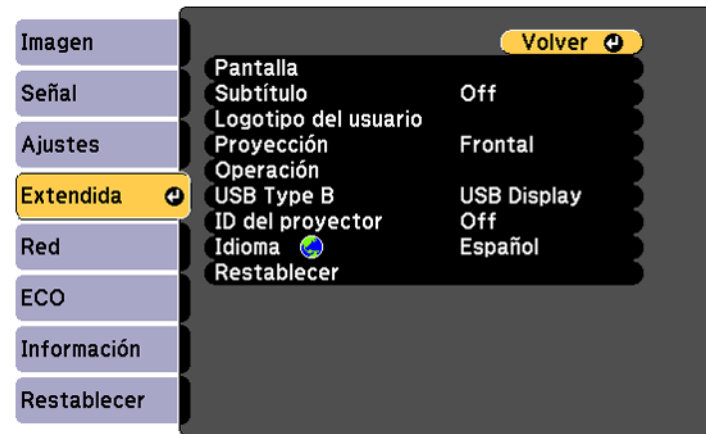 Imagen
Señal
Ajustes
Extendida
Red
ECO
Información
Restablecer
Volver
Pantalla
Subtítulo Off
Logotipo del usuario
Proyección Frontal
Operación
USB Type B USB Display
ID del proyector Off
Idioma Español
Restablecer